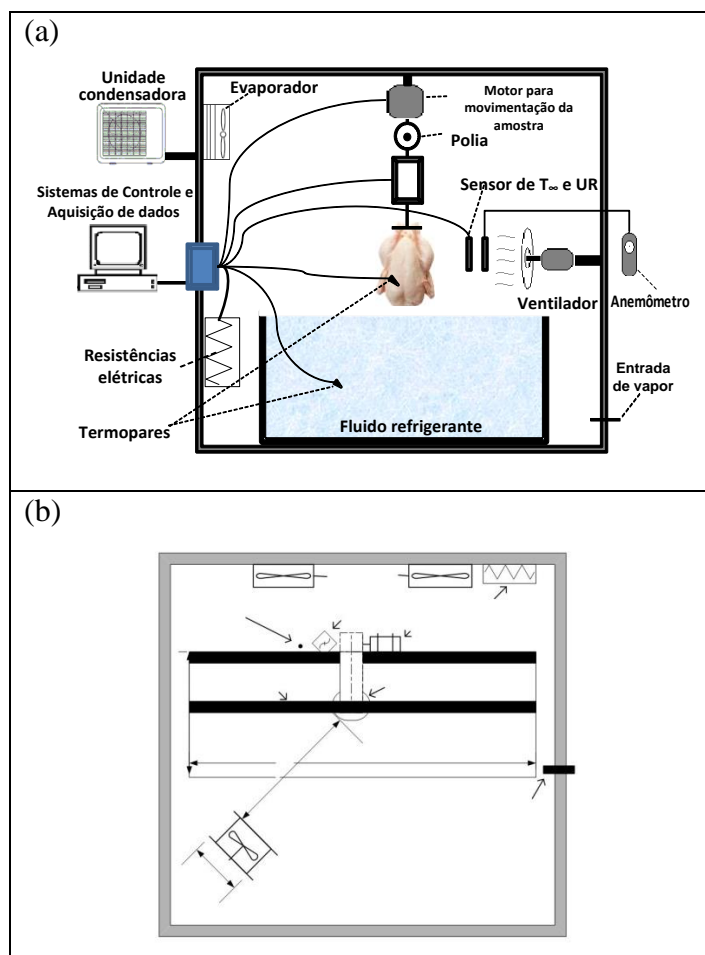 (a)
Unidade
condensadora
Evaporador
Motor para
movimentação da
amostra
Polia
Sistemas de Controle e
Aquisição de dados
Sensor de T∞ e UR
Ventilador
Anemômetro
Resistências
elétricas
Entrada
de vapor
Termopares
Fluido refrigerante
(b)